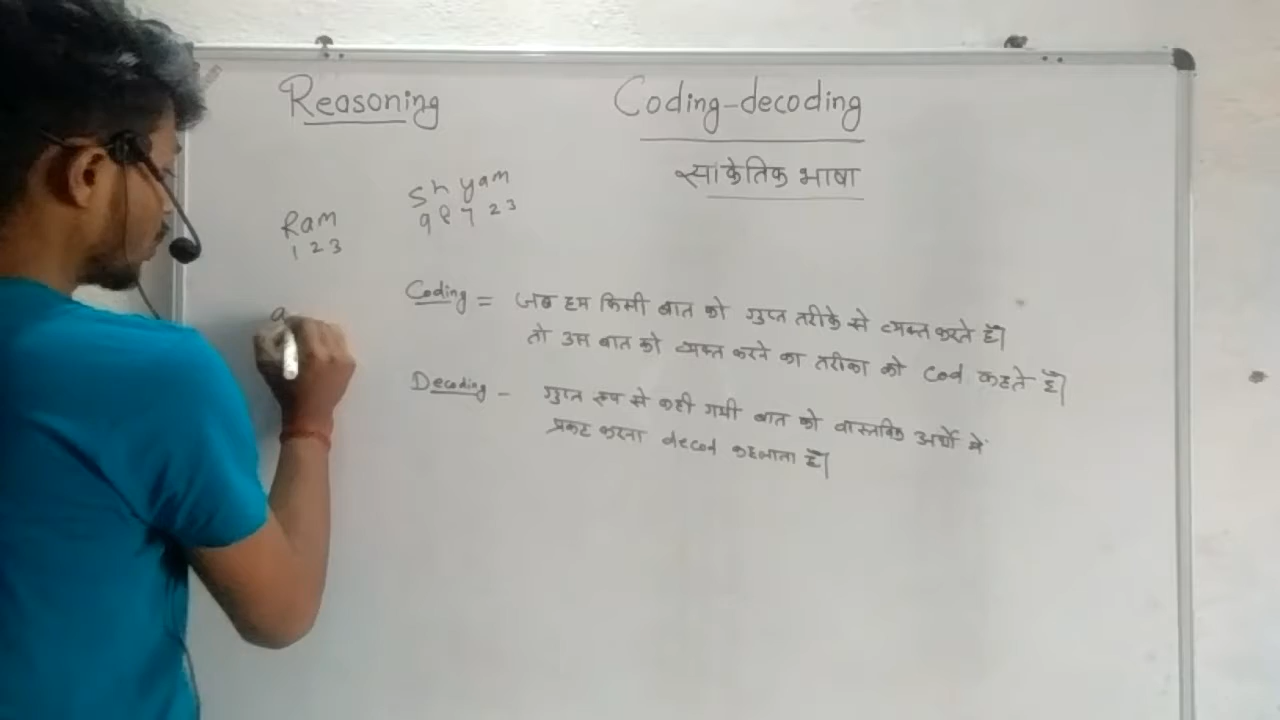 Reasoning
Coding-decoding
सांकेतिक भाषा
Shyam
98723
Ram
123
Coding = जब हम किसी बात को गुप्त तरीके से व्यक्त करते हैं।
तो उस बात को व्यक्त करने का तरीका को Cod कहते हैं।
Decoding - गुप्त रूप से कही गयी बात को वास्तविक अर्थो में
प्रकट करना decod कहलाता हैं।